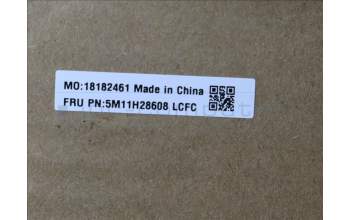 MO:18182461 Made in China
FRU PN:5M11H28608 LCFC